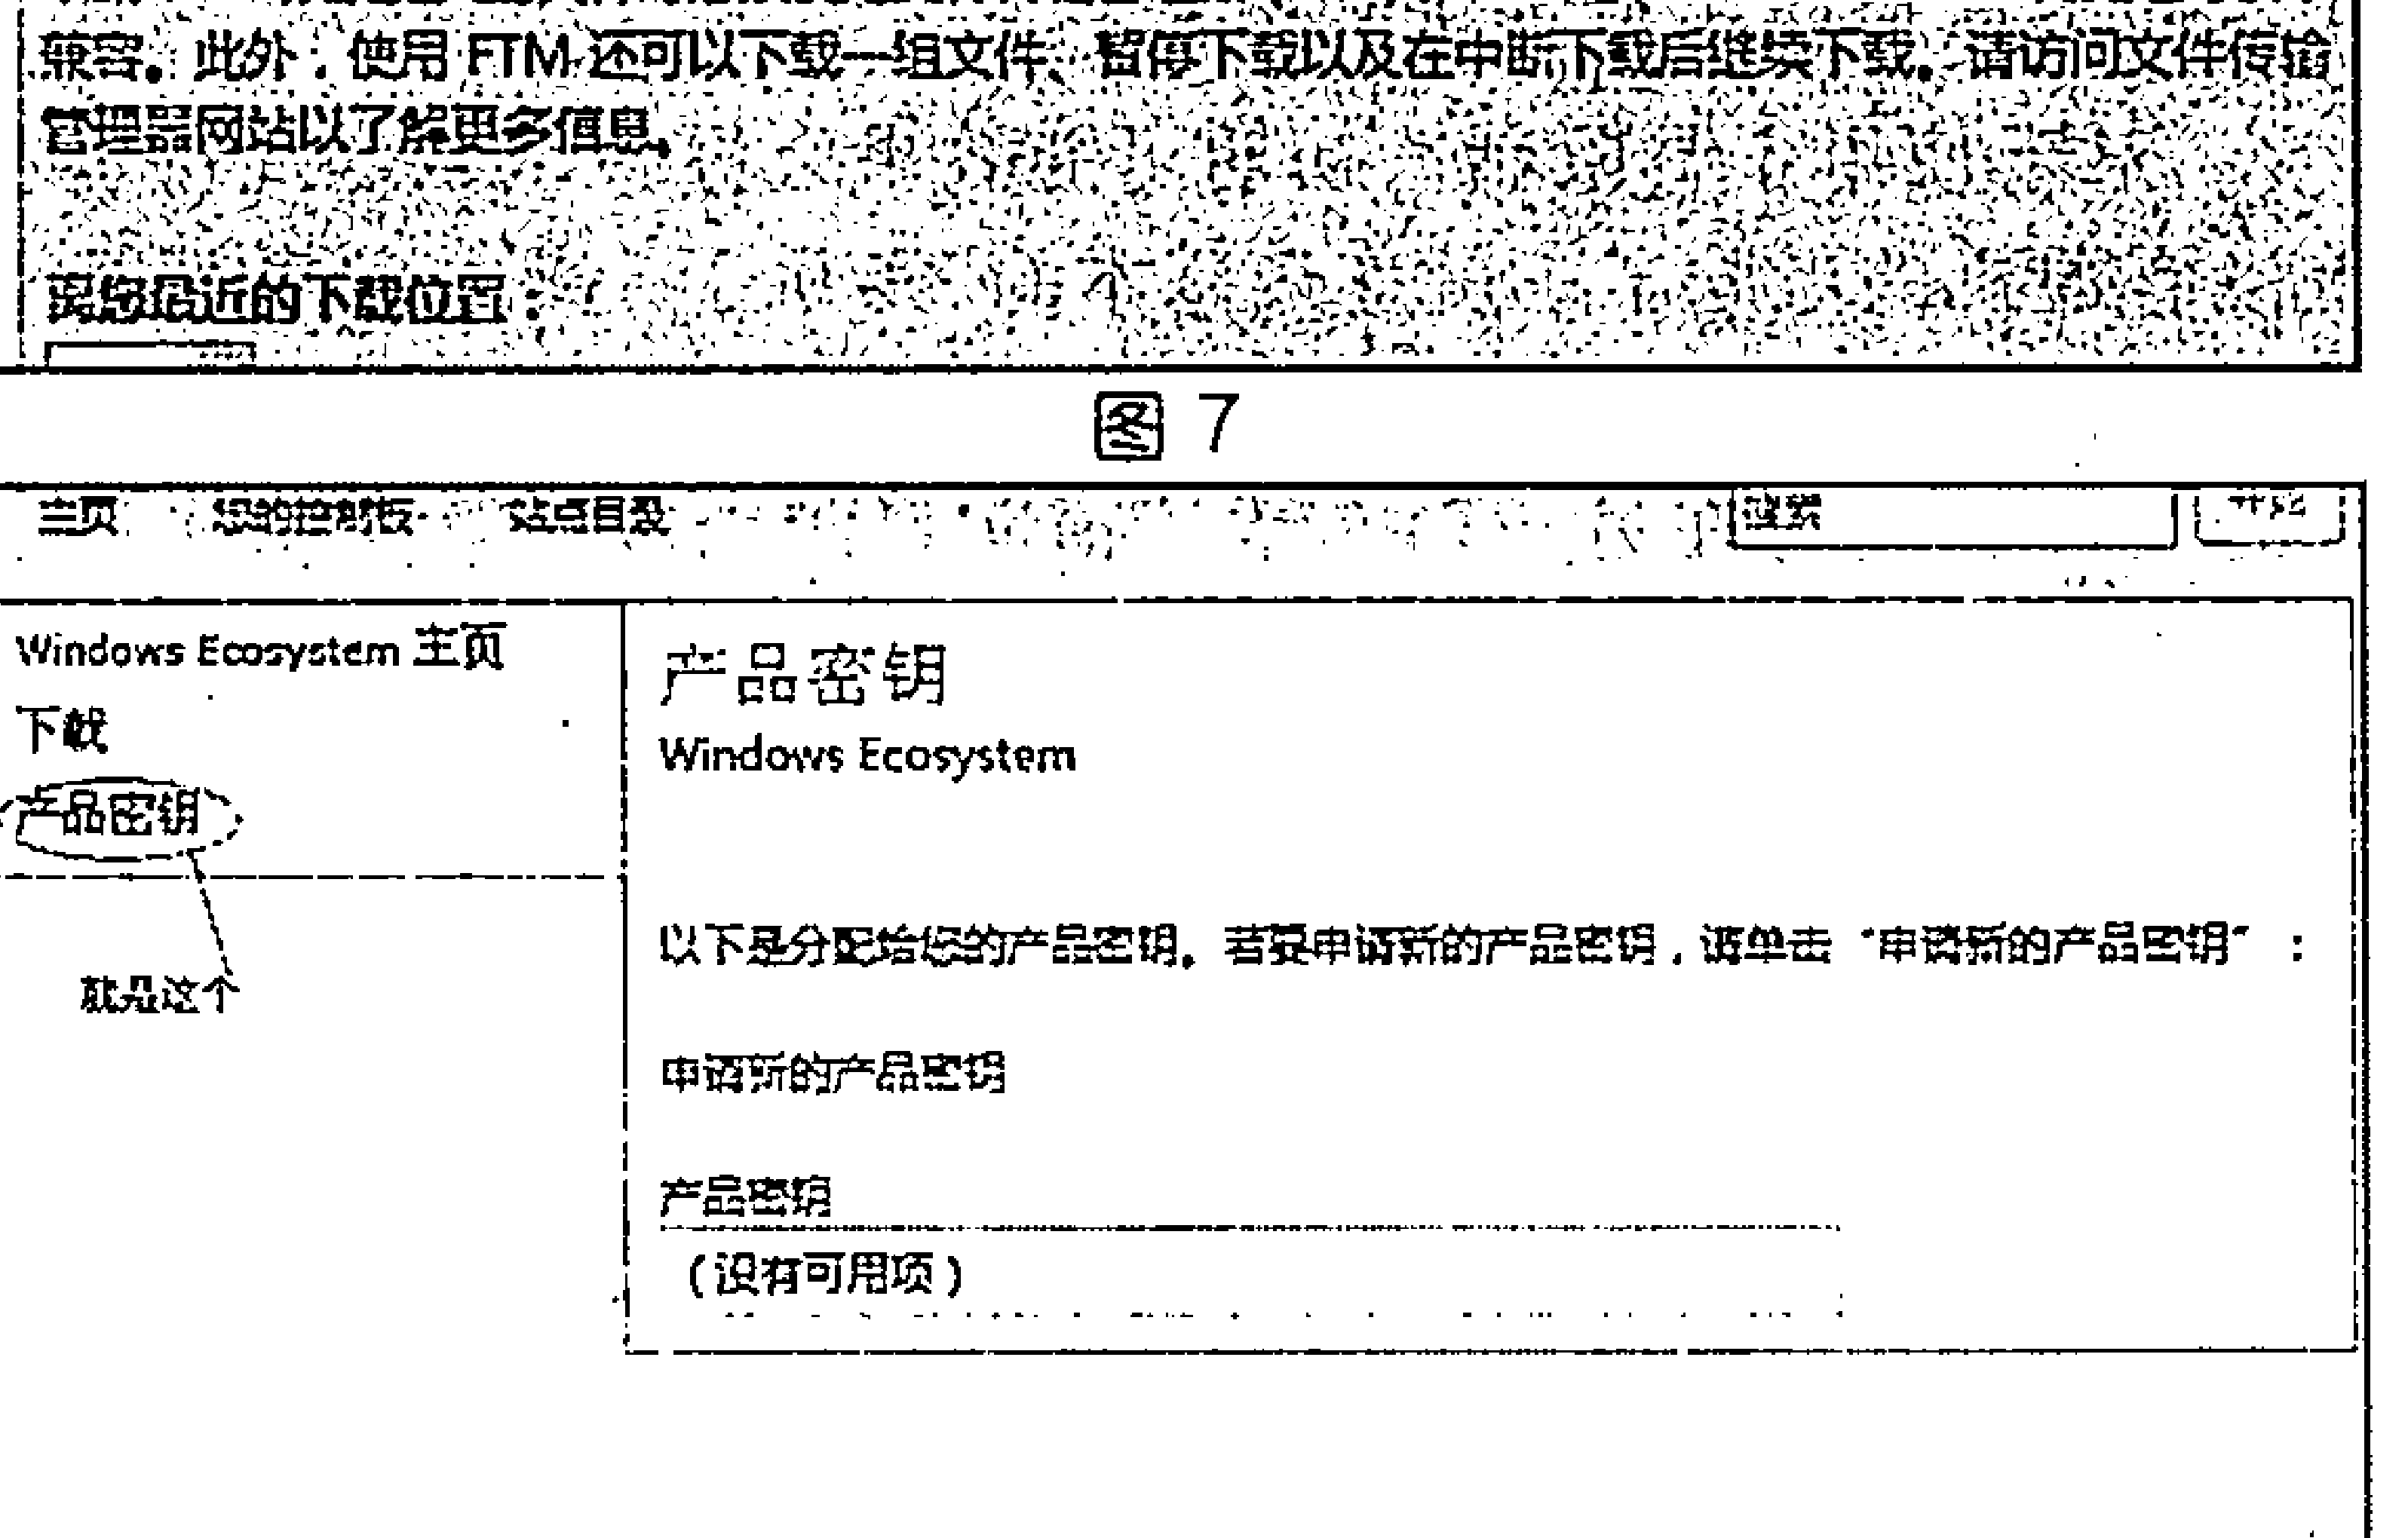 兼容。此外，使用 FTM 还可以下载一组文件、暂停下载以及在中断下载后继续下载。请访问文件传输
管理器网站以了解更多信息。
离您最近的下载位置：
图 7
主页 您的控制板 站点目录 搜索
Windows Ecosystem 主页
下载
产品密钥
就是这个
产品密钥
Windows Ecosystem
以下是分配给您的产品密钥。若要申请新的产品密钥，请单击“申请新的产品密钥”：
申请新的产品密钥
产品密钥
（没有可用项）